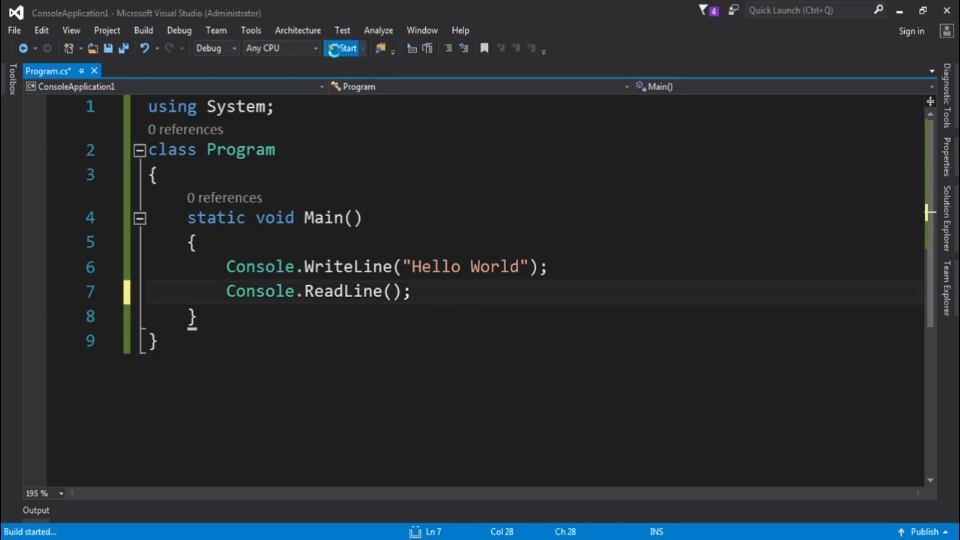 ConsoleApplication1 - Microsoft Visual Studio (Administrator)
4
Quick Launch (Ctrl+Q)
File Edit View Project Build Debug Team Tools Architecture Test Analyze Window Help
Sign in
Debug Any CPU Start
Toolbox
Program.cs*
ConsoleApplication1 Program Main()
1 using System;
0 references
2 class Program
3 {
0 references
4 static void Main()
5 {
6 Console.WriteLine("Hello World");
7 Console.ReadLine();
8 }
9 }
Diagnostic Tools
Properties
Solution Explorer
Team Explorer
195 %
Output
Build started... Ln 7 Col 28 Ch 28 INS Publish